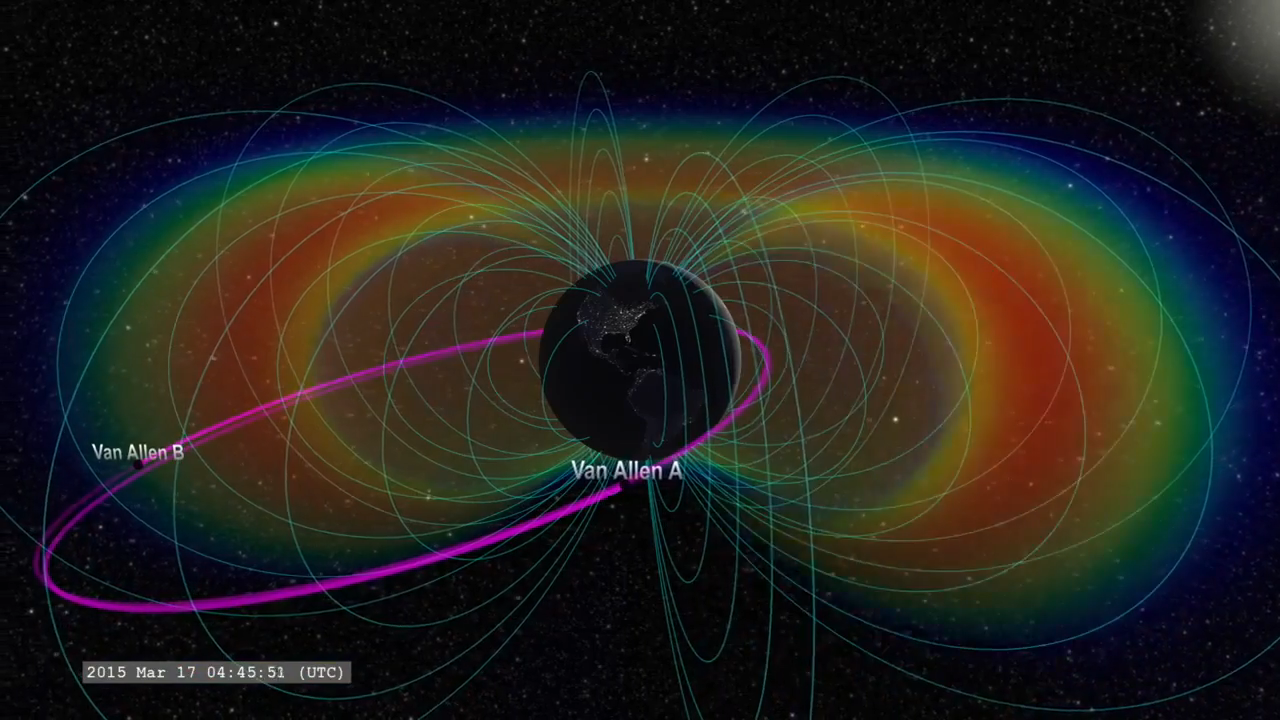 Van Allen B
Van Allen A
2015 Mar 17 04:45:51 (UTC)